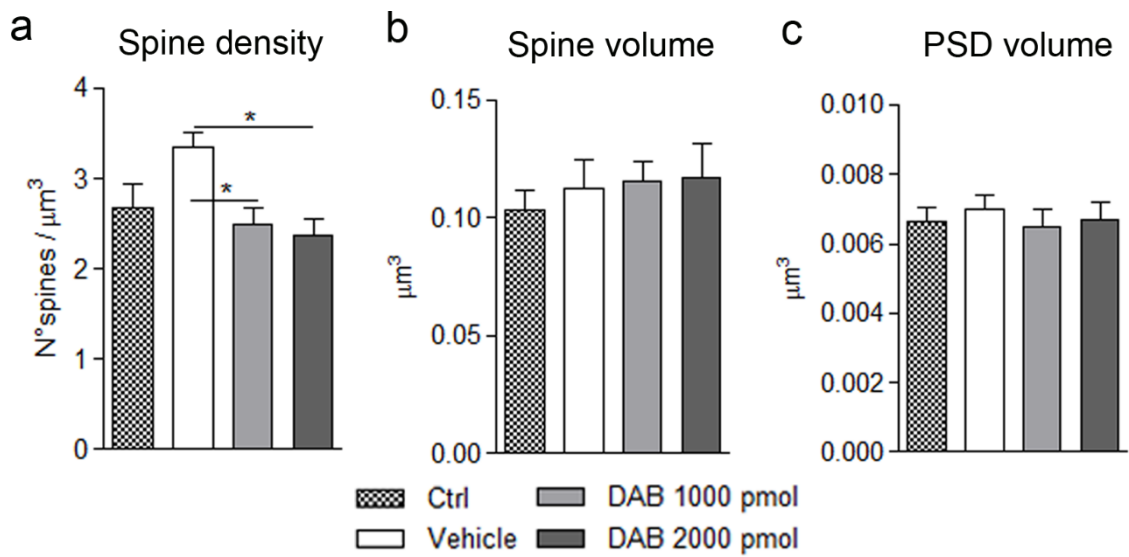 a Spine density
4
3
2
1
0
N°spines / μm³
*
*
b Spine volume
0.15
0.10
0.05
0.00
μm³
c PSD volume
0.010
0.008
0.006
0.004
0.002
0.000
μm³
Ctrl DAB 1000 pmol
Vehicle DAB 2000 pmol